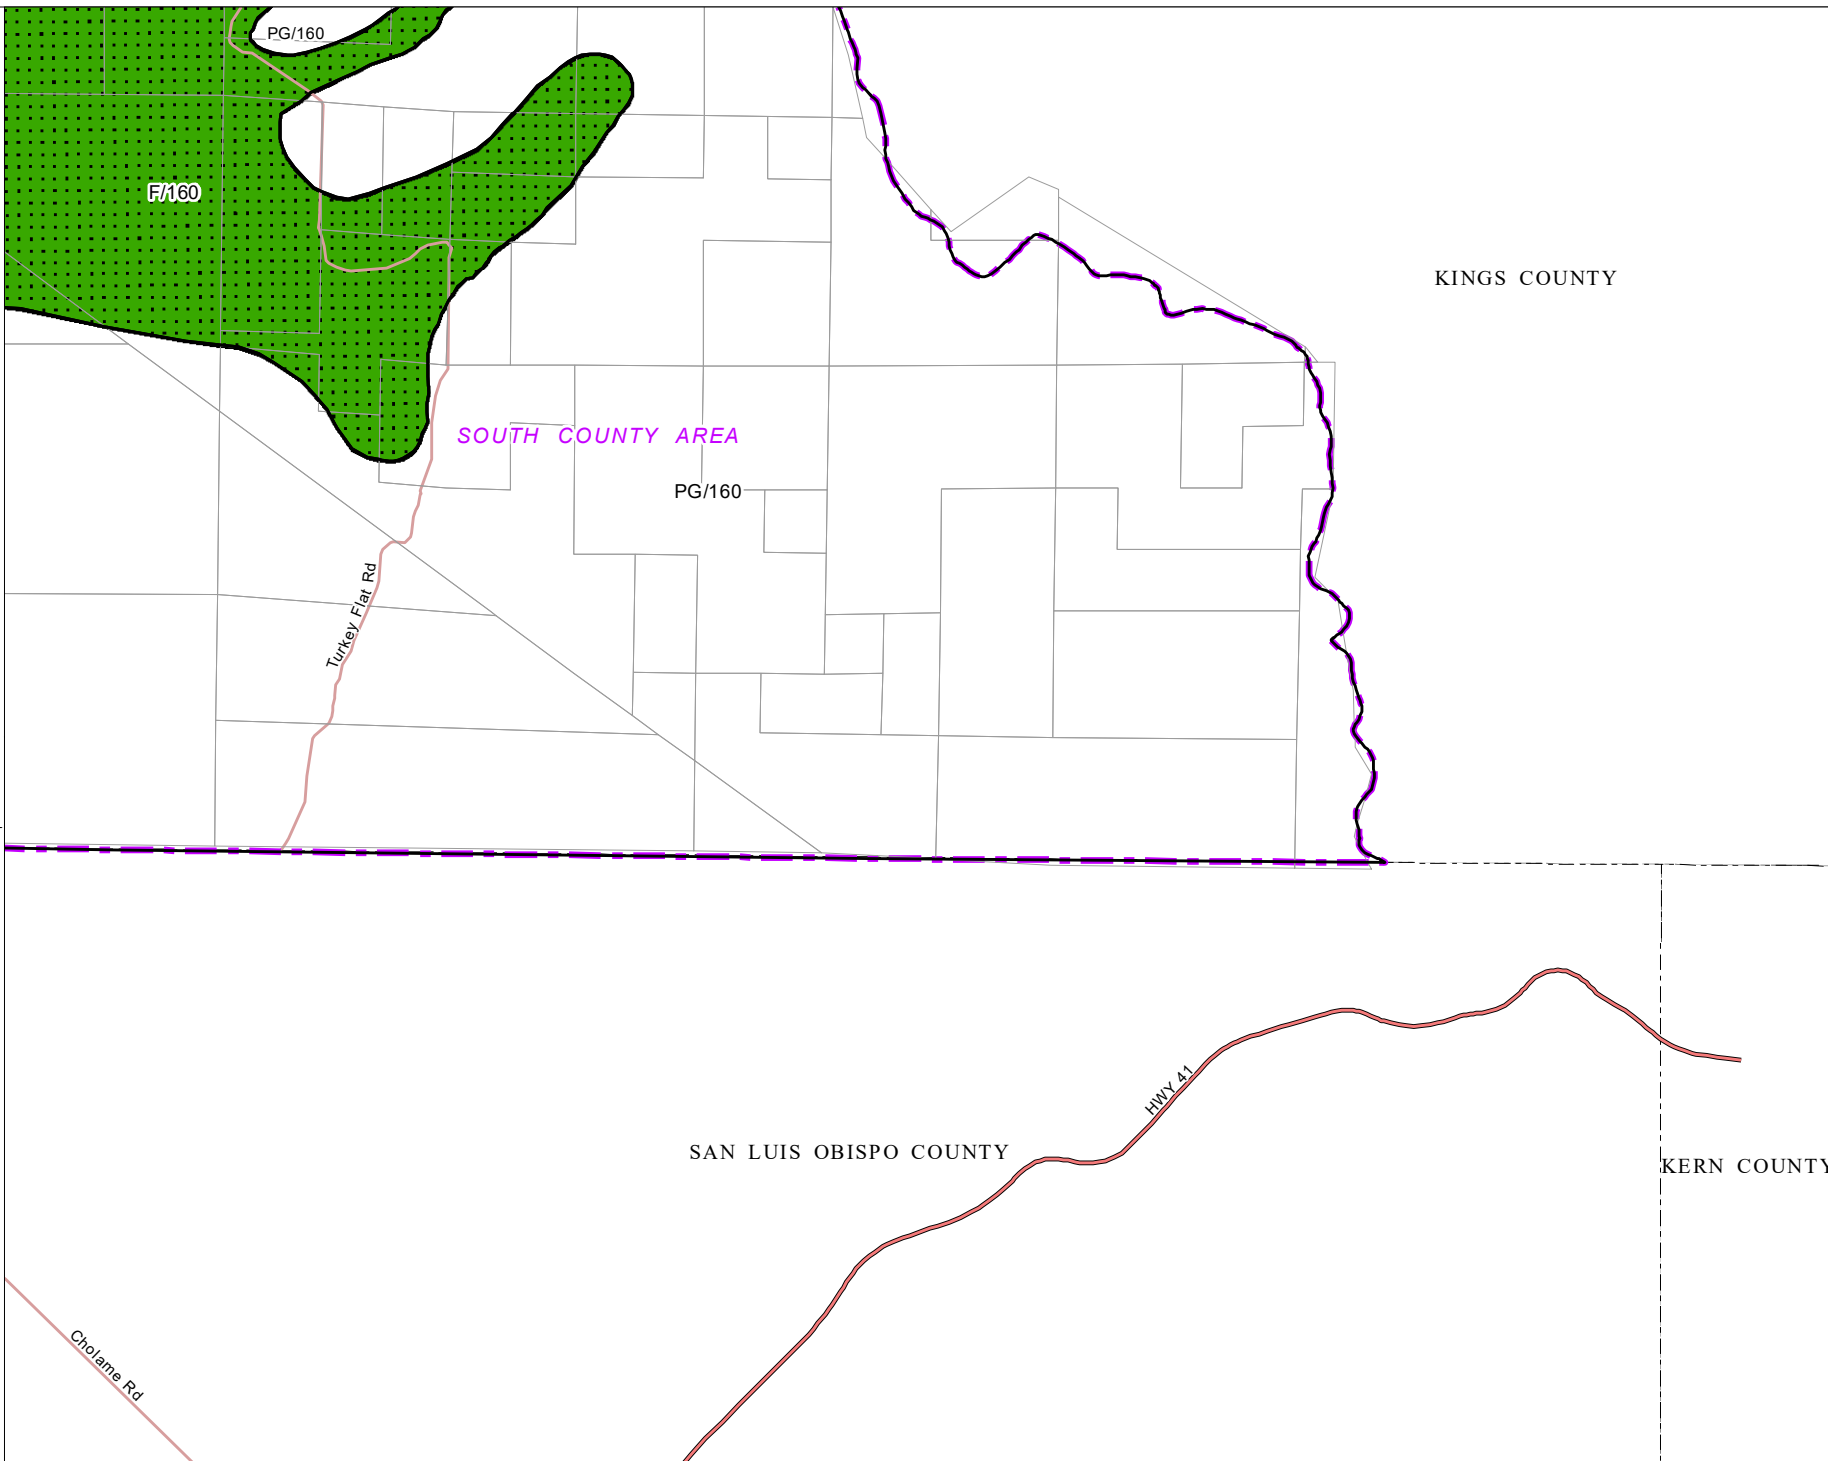 PG/160
F/160
KINGS COUNTY
SOUTH COUNTY AREA
PG/160
Turkey Flat Rd
HWY 41
SAN LUIS OBISPO COUNTY
KERN COUNTY
Cholame Rd